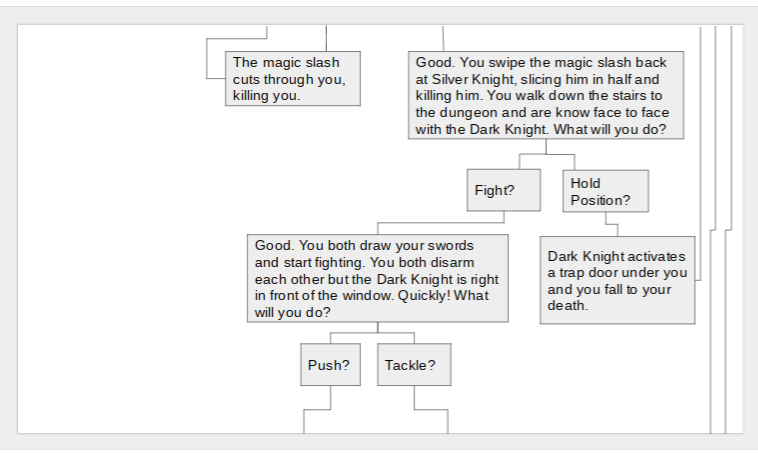 The magic slash
cuts through you,
killing you.
Good. You swipe the magic slash back
at Silver Knight, slicing him in half and
killing him. You walk down the stairs to
the dungeon and are know face to face
with the Dark Knight. What will you do?
Fight?
Hold
Position?
Good. You both draw your swords
and start fighting. You both disarm
each other but the Dark Knight is right
in front of the window. Quickly! What
will you do?
Dark Knight activates
a trap door under you
and you fall to your
death.
Push?
Tackle?